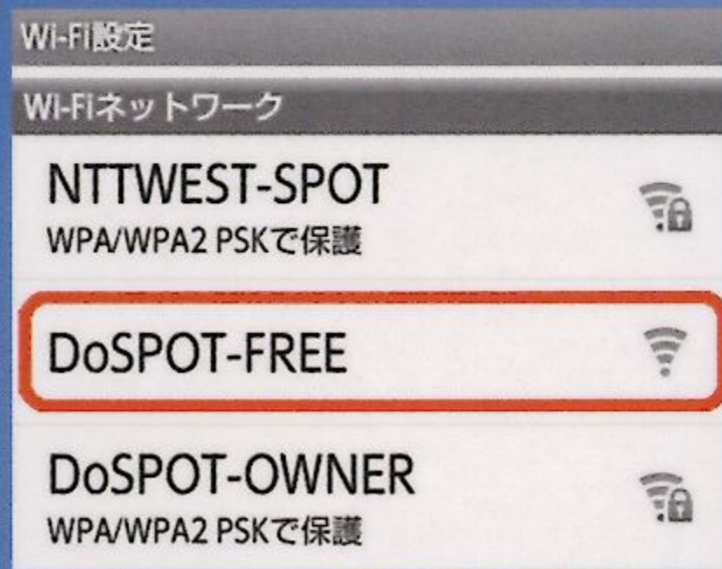 Wi-Fi設定
Wi-Fiネットワーク
NTTWEST-SPOT
WPA/WPA2 PSKで保護
DoSPOT-FREE
DoSPOT-OWNER
WPA/WPA2 PSKで保護